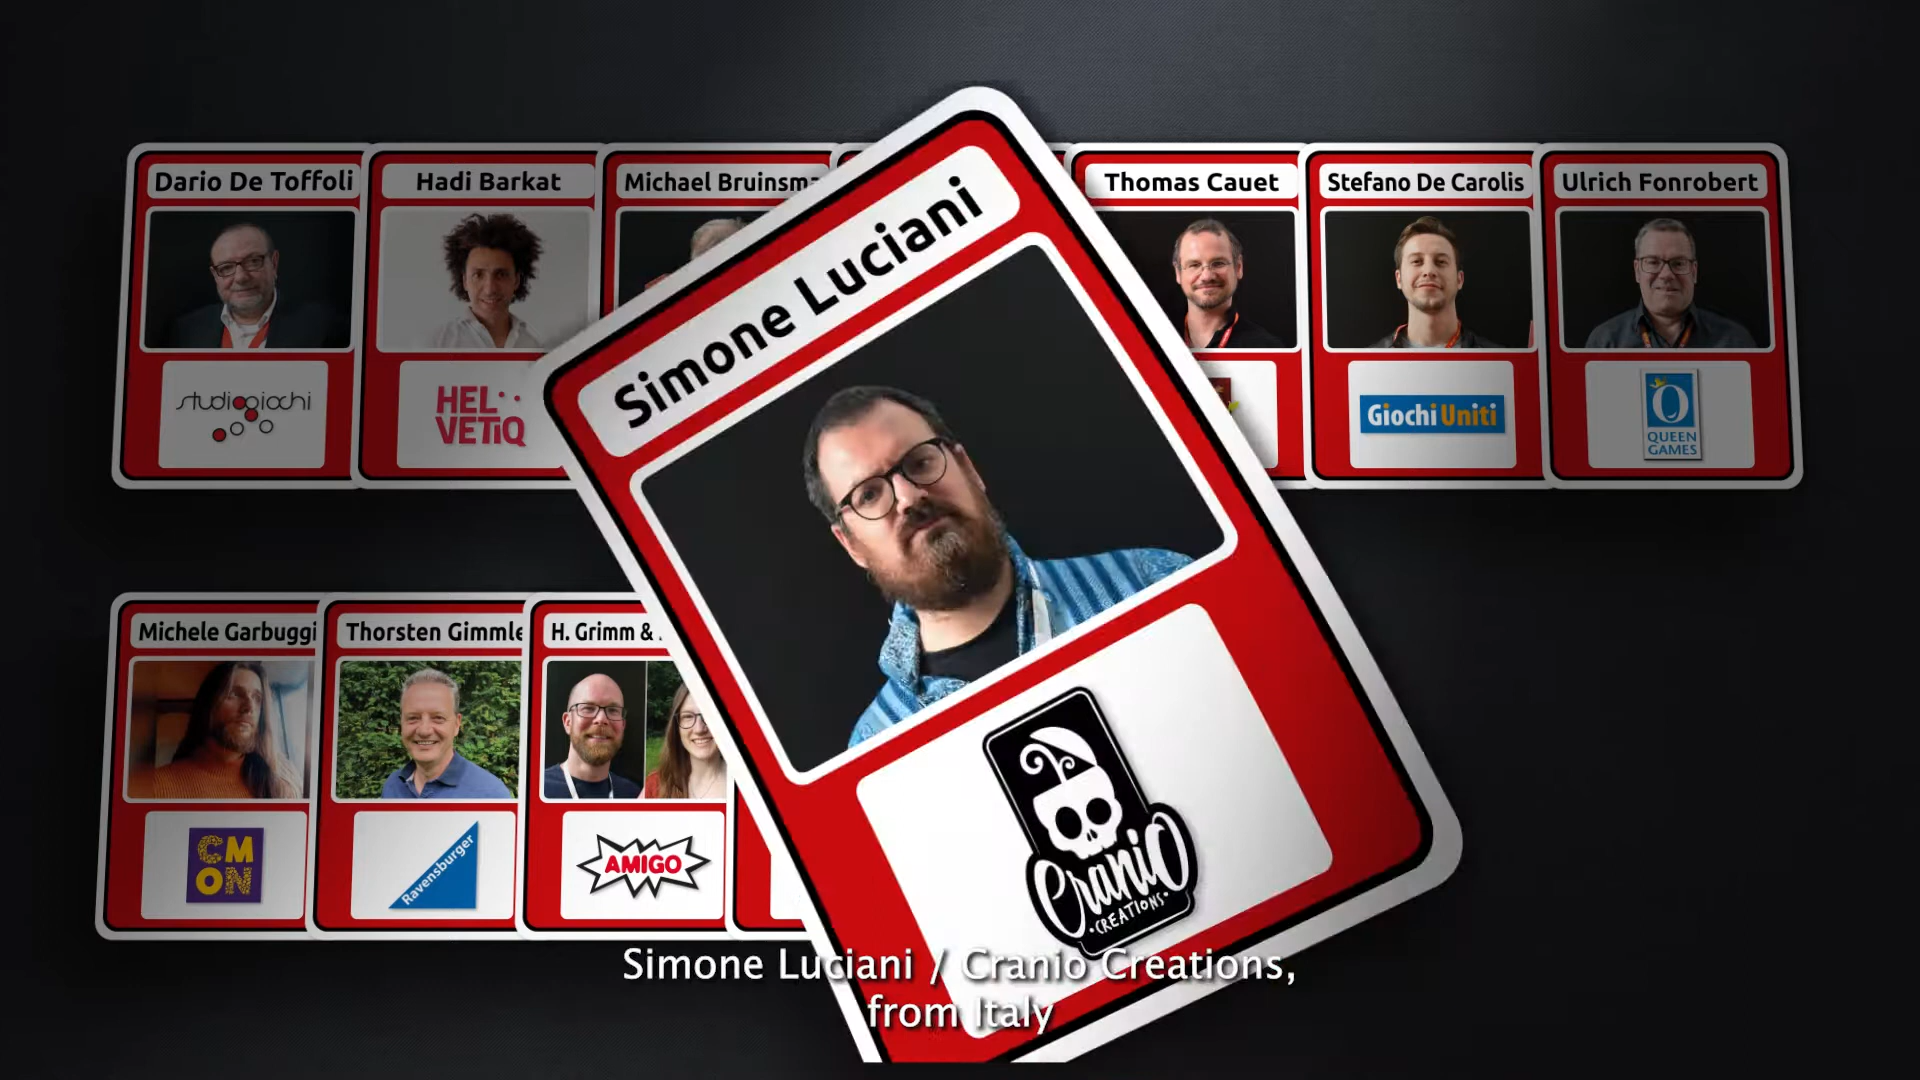 Dario De Toffoli
Hadi Barkat
Michael Bruinsm
Thomas Cauet
Stefano De Carolis
Ulrich Fonrobert
studiogiochi
HEL
VETIQ
Giochi Uniti
QUEEN
GAMES
Simone Luciani
CRANIO
CREATIONS
Michele Garbuggi
Thorsten Gimmle
H. Grimm &
CM
ON
Ravensburger
AMIGO
Simone Luciani / Cranio Creations,
from Italy